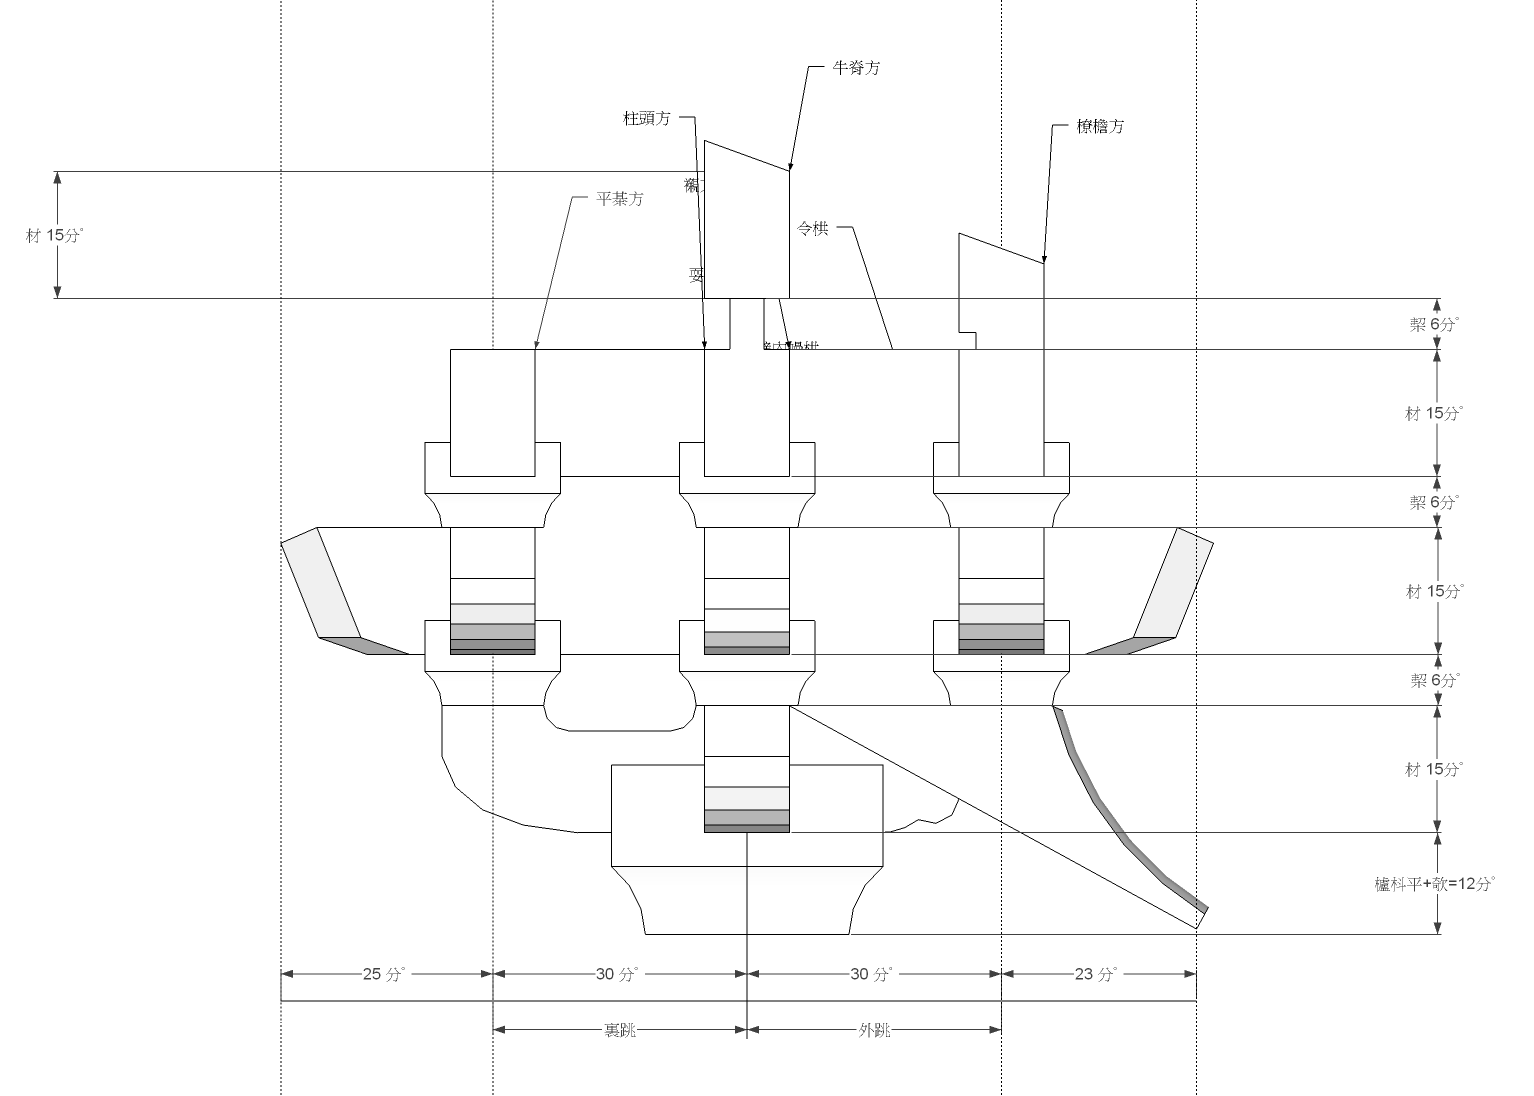 牛脊方
柱頭方
橑檐方
平棊方
令栱
材 15分°
耍
栔 6分°
材 15分°
栔 6分°
材 15分°
栔 6分°
材 15分°
櫨枓平+欹=12分°
25 分°
30 分°
30 分°
23 分°
裏跳
外跳